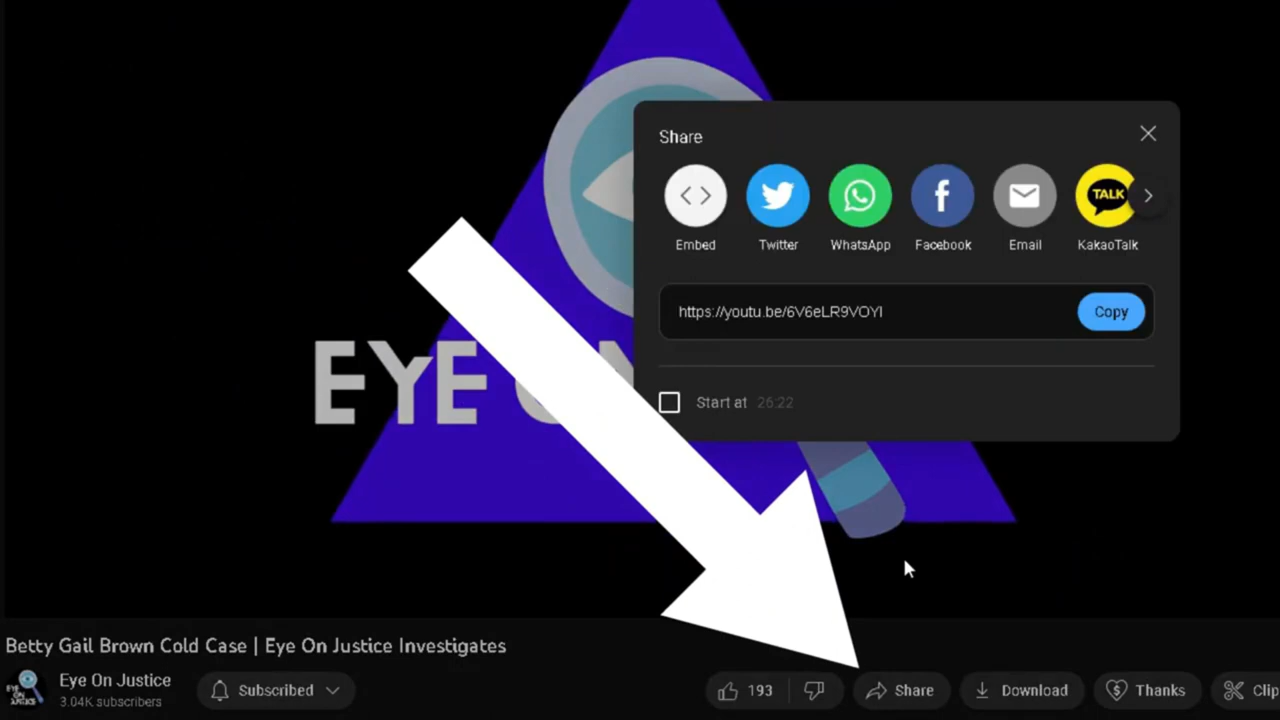 Share
Embed
Twitter
WhatsApp
Facebook
Email
TALK
KakaoTalk
https://youtu.be/6V6eLR9VOYI
Copy
EYE
Start at 26:22
Betty Gail Brown Cold Case | Eye On Justice Investigates
Eye On Justice
3.04K subscribers
Subscribed
193
Share
Download
Thanks
Clip